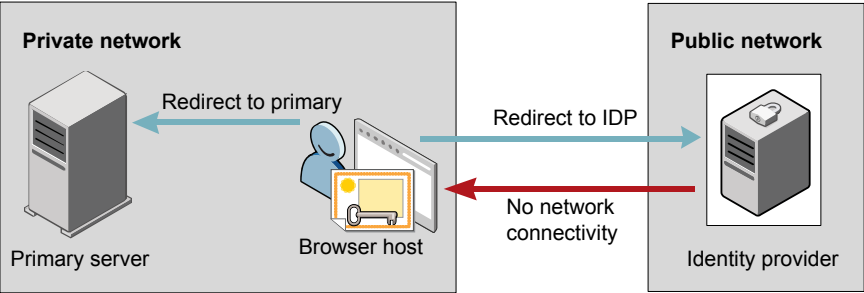 Private network
Public network
Redirect to primary
Redirect to IDP
No network
connectivity
Primary server
Browser host
Identity provider